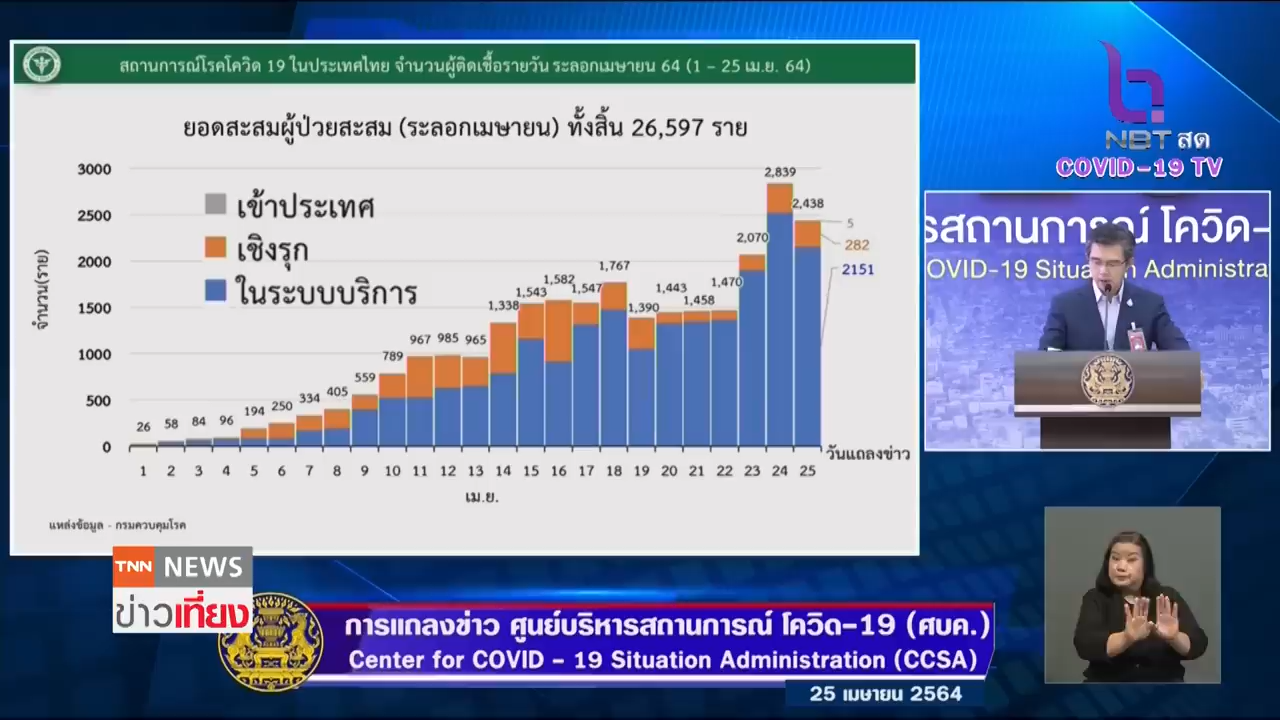 สถานการณ์โรคโควิด 19 ในประเทศไทย จำนวนผู้ติดเชื้อรายวัน ระลอกเมษายน 64 (1 – 25 เม.ย. 64)
ยอดสะสมผู้ป่วยสะสม (ระลอกเมษายน) ทั้งสิ้น 26,597 ราย
NBT สด
COVID-19 TV
จำนวน(ราย)
3000
2500
2000
1500
1000
500
0
เข้าประเทศ
เชิงรุก
ในระบบบริการ
26 58 84 96 194 250 334 405 559 789 967 985 965 1,338 1,543 1,582 1,547 1,767 1,390 1,443 1,458 1,470 2,070 2,839 2,438
5
282
2151
1 2 3 4 5 6 7 8 9 10 11 12 13 14 15 16 17 18 19 20 21 22 23 24 25
วันแถลงข่าว
เม.ย.
แหล่งข้อมูล - กรมควบคุมโรค
รสถานการณ์ โควิด-
OVID-19 Situation Administra
TNN NEWS
ข่าวเที่ยง
การแถลงข่าว ศูนย์บริหารสถานการณ์ โควิด-19 (ศบค.)
Center for COVID – 19 Situation Administration (CCSA)
25 เมษายน 2564